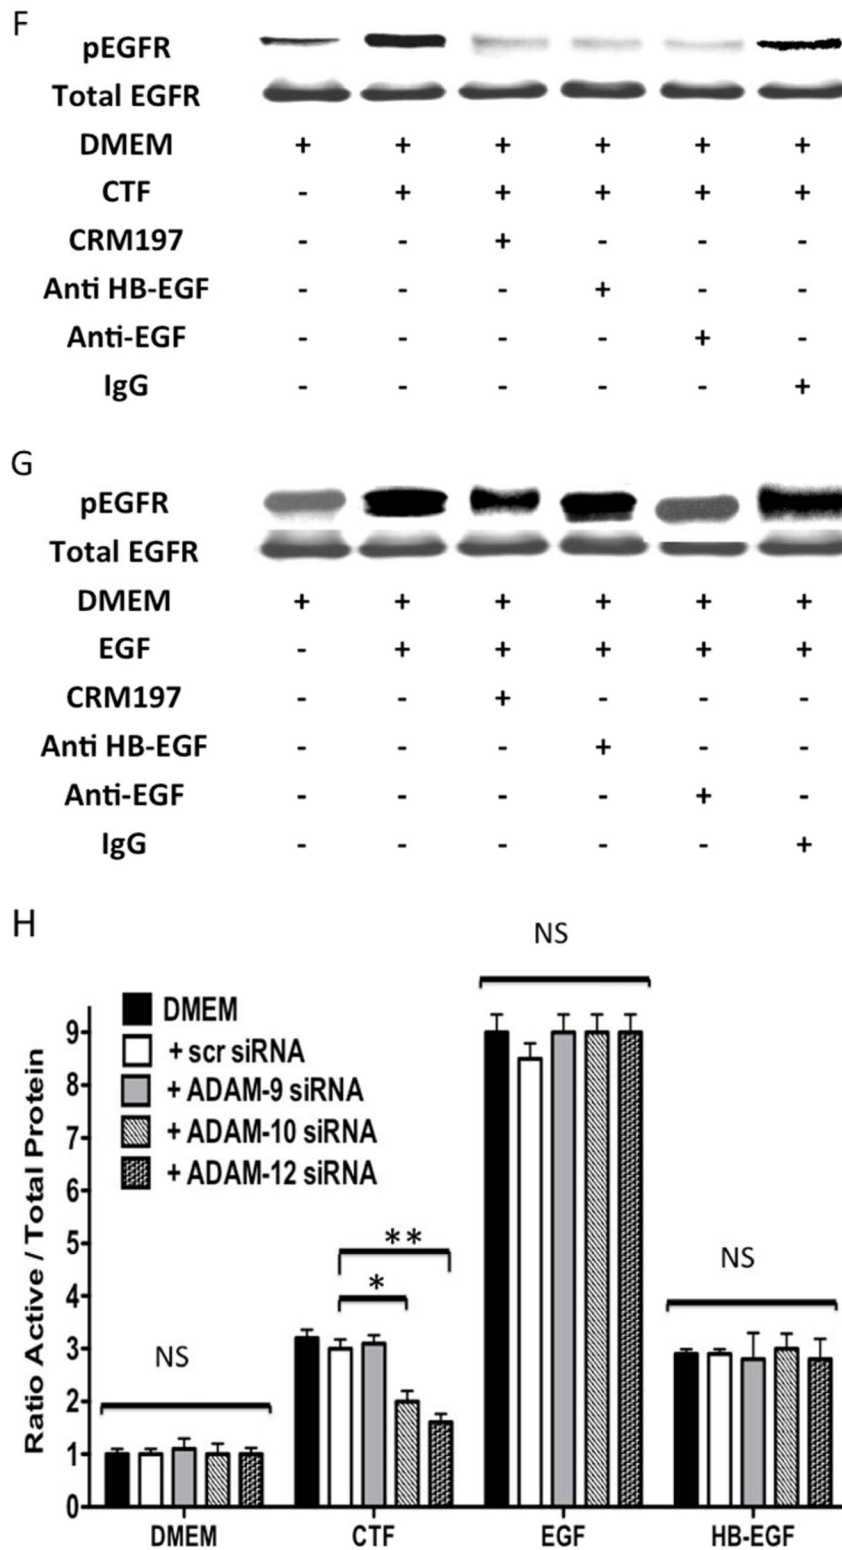 F
pEGFR
Total EGFR
DMEM + + + + + +
CTF - + + + + +
CRM197 - - + - - -
Anti HB-EGF - - - + - -
Anti-EGF - - - - + -
IgG - - - - - +
G
pEGFR
Total EGFR
DMEM + + + + + +
EGF - + + + + +
CRM197 - - + - - -
Anti HB-EGF - - - + - -
Anti-EGF - - - - + -
IgG - - - - - +
H
NS
DMEM
+ scr siRNA
+ ADAM-9 siRNA
+ ADAM-10 siRNA
+ ADAM-12 siRNA
**
*
NS
NS
Ratio Active / Total Protein
9
8
7
6
5
4
3
2
1
0
DMEM CTF EGF HB-EGF